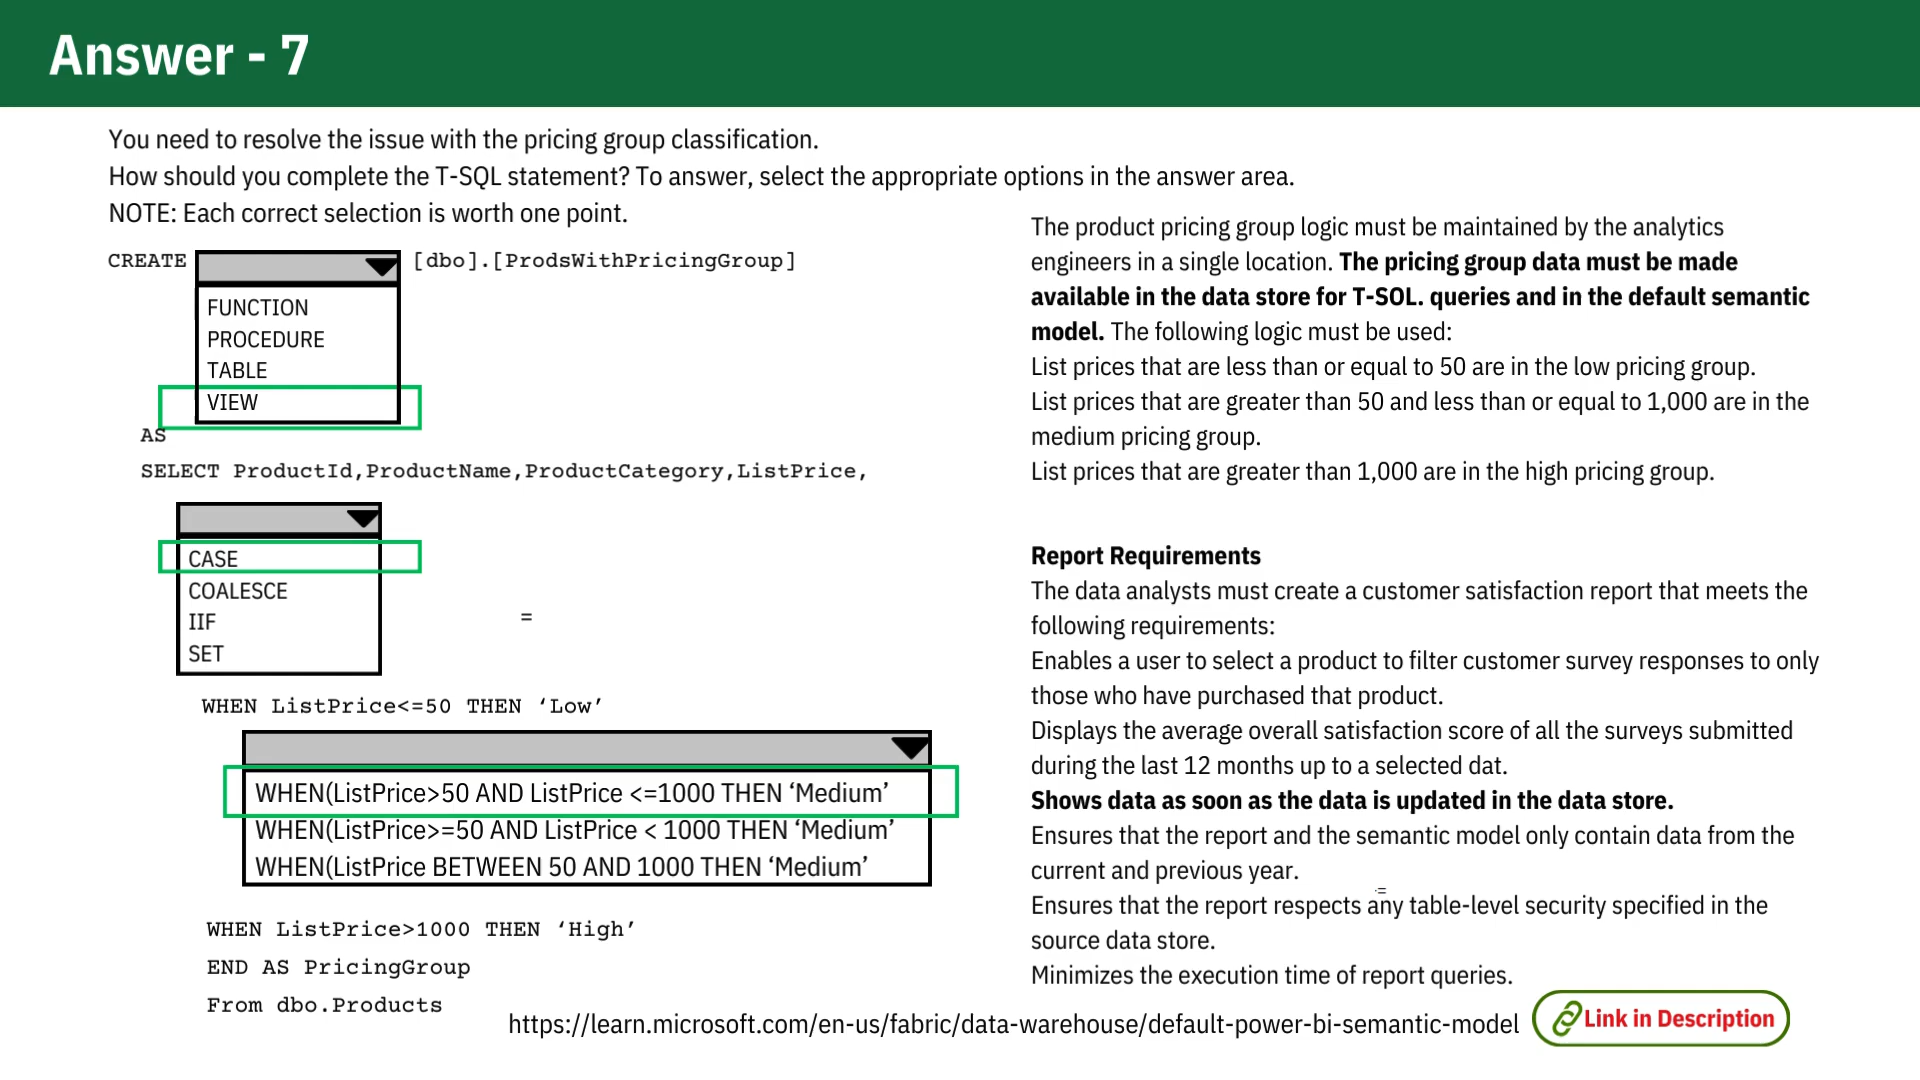 Answer - 7
You need to resolve the issue with the pricing group classification.
How should you complete the T-SQL statement? To answer, select the appropriate options in the answer area.
NOTE: Each correct selection is worth one point.
CREATE [dbo].[ProdsWithPricingGroup]
FUNCTION
PROCEDURE
TABLE
VIEW
AS
SELECT ProductId,ProductName,ProductCategory,ListPrice,
CASE
COALESCE
IIF
SET
=
WHEN ListPrice<=50 THEN ‘Low’
WHEN(ListPrice>50 AND ListPrice <=1000 THEN ‘Medium’
WHEN(ListPrice>=50 AND ListPrice < 1000 THEN ‘Medium’
WHEN(ListPrice BETWEEN 50 AND 1000 THEN ‘Medium’
WHEN ListPrice>1000 THEN ‘High’
END AS PricingGroup
From dbo.Products
The product pricing group logic must be maintained by the analytics
engineers in a single location. The pricing group data must be made
available in the data store for T-SOL. queries and in the default semantic
model. The following logic must be used:
List prices that are less than or equal to 50 are in the low pricing group.
List prices that are greater than 50 and less than or equal to 1,000 are in the
medium pricing group.
List prices that are greater than 1,000 are in the high pricing group.
Report Requirements
The data analysts must create a customer satisfaction report that meets the
following requirements:
Enables a user to select a product to filter customer survey responses to only
those who have purchased that product.
Displays the average overall satisfaction score of all the surveys submitted
during the last 12 months up to a selected dat.
Shows data as soon as the data is updated in the data store.
Ensures that the report and the semantic model only contain data from the
current and previous year.
Ensures that the report respects any table-level security specified in the
source data store.
Minimizes the execution time of report queries.
https://learn.microsoft.com/en-us/fabric/data-warehouse/default-power-bi-semantic-model
Link in Description